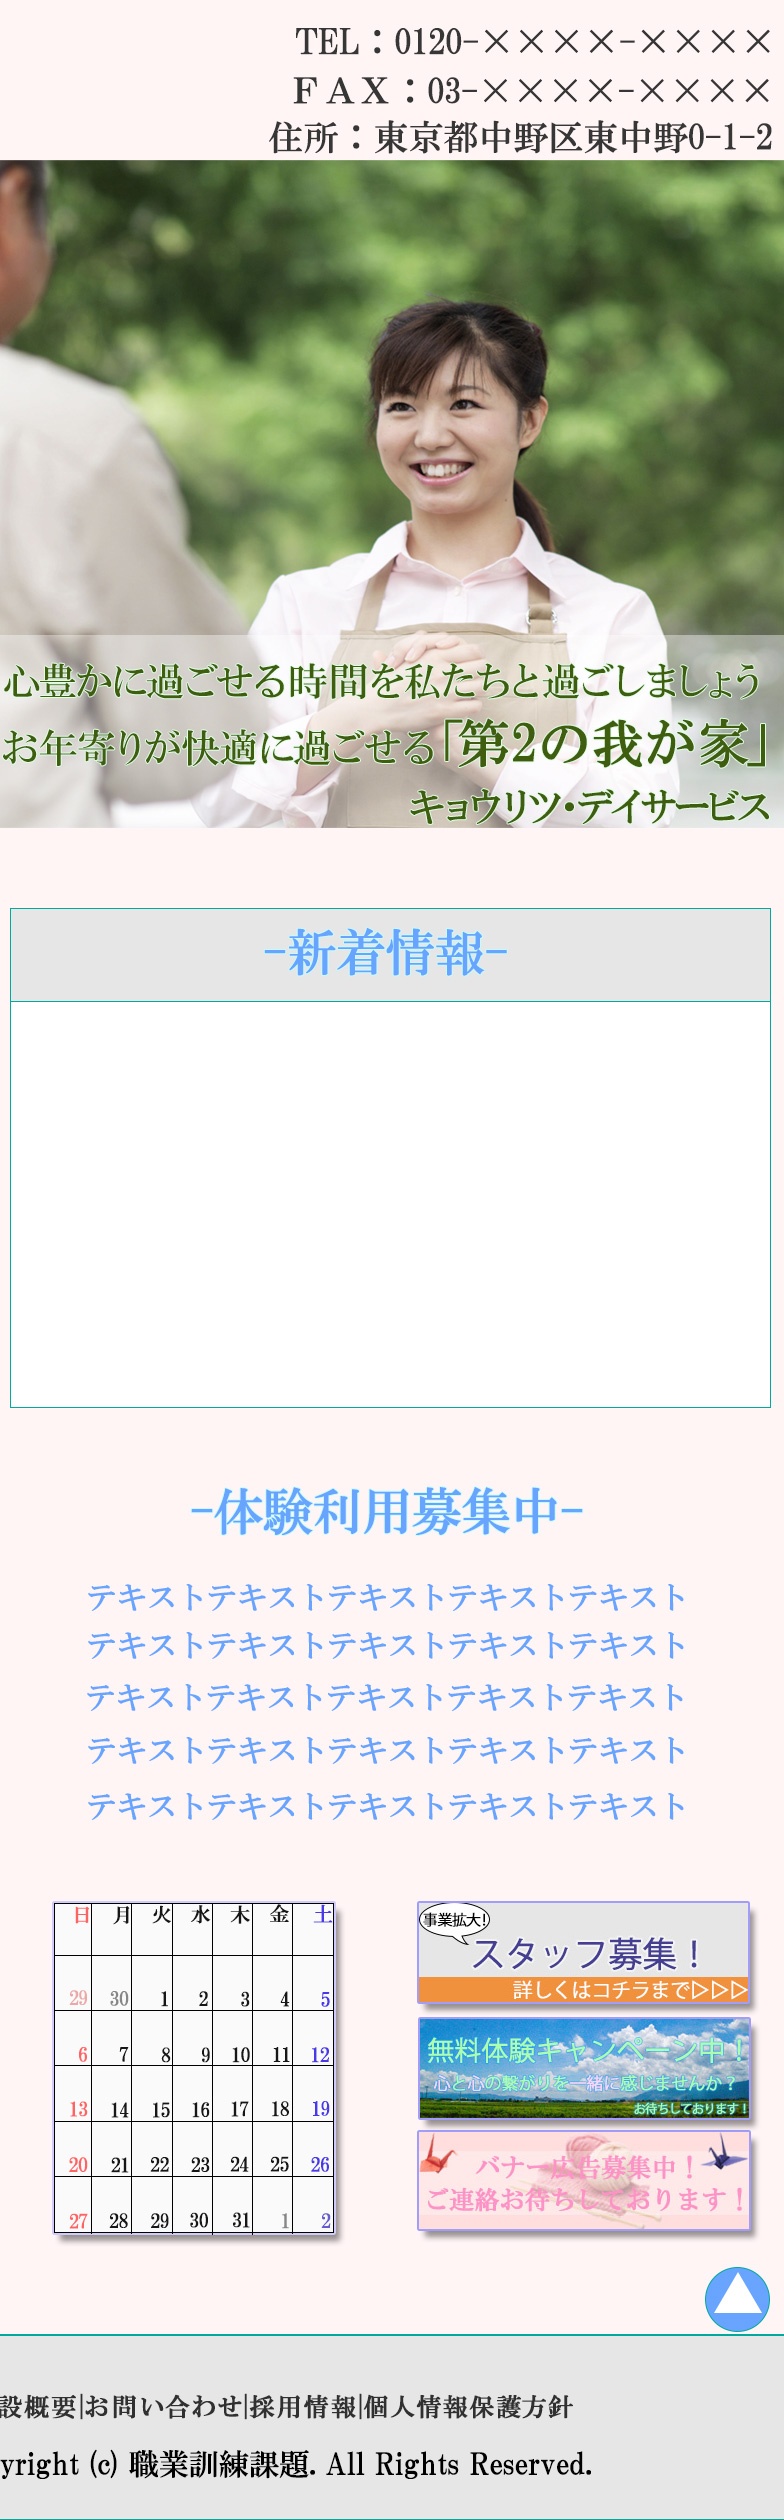 TEL：0120-××××-××××
ＦＡＸ：03-××××-××××
住所：東京都中野区東中野0-1-2
心豊かに過ごせる時間を私たちと過ごしましょう
お年寄りが快適に過ごせる「第2の我が家」
キョウリツ・デイサービス
-新着情報-
-体験利用募集中-
テキストテキストテキストテキストテキスト
テキストテキストテキストテキストテキスト
テキストテキストテキストテキストテキスト
テキストテキストテキストテキストテキスト
テキストテキストテキストテキストテキスト
日 月 火 水 木 金 土
29 30 1 2 3 4 5
6 7 8 9 10 11 12
13 14 15 16 17 18 19
20 21 22 23 24 25 26
27 28 29 30 31 1 2
事業拡大!
スタッフ募集！
詳しくはコチラまで▷▷▷
無料体験キャンペーン中！
心と心の繋がりを一緒に感じませんか？
お待ちしております！
バナー広告募集中！
ご連絡お待ちしております！
設概要|お問い合わせ|採用情報|個人情報保護方針
yright (c) 職業訓練課題. All Rights Reserved.